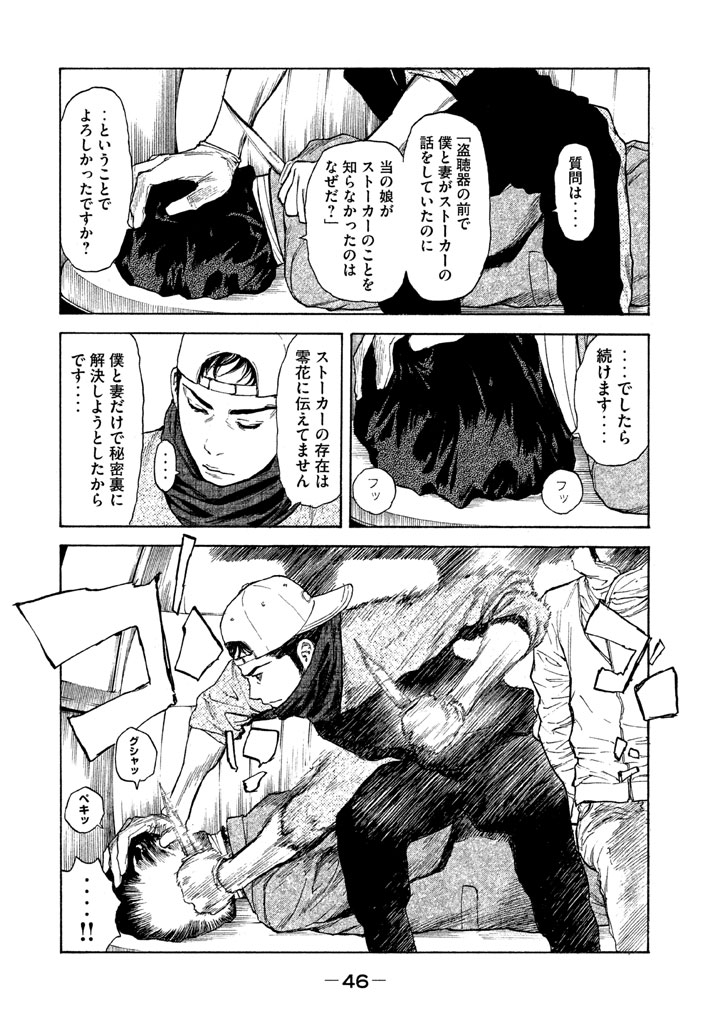 質問は‥‥
「盗聴器の前で
僕と妻がストーカーの
話をしていたのに
当の娘が
ストーカーのことを
知らなかったのは
なぜだ？」
‥ということで
よろしかったですか？
‥‥でしたら
続けます‥‥
フッ
フッ
ストーカーの存在は
零花に伝えてません
‥‥
僕と妻だけで秘密裏に
解決しようとしたから
です‥‥
グシャッ
ペキッ
‥‥!!
－46－